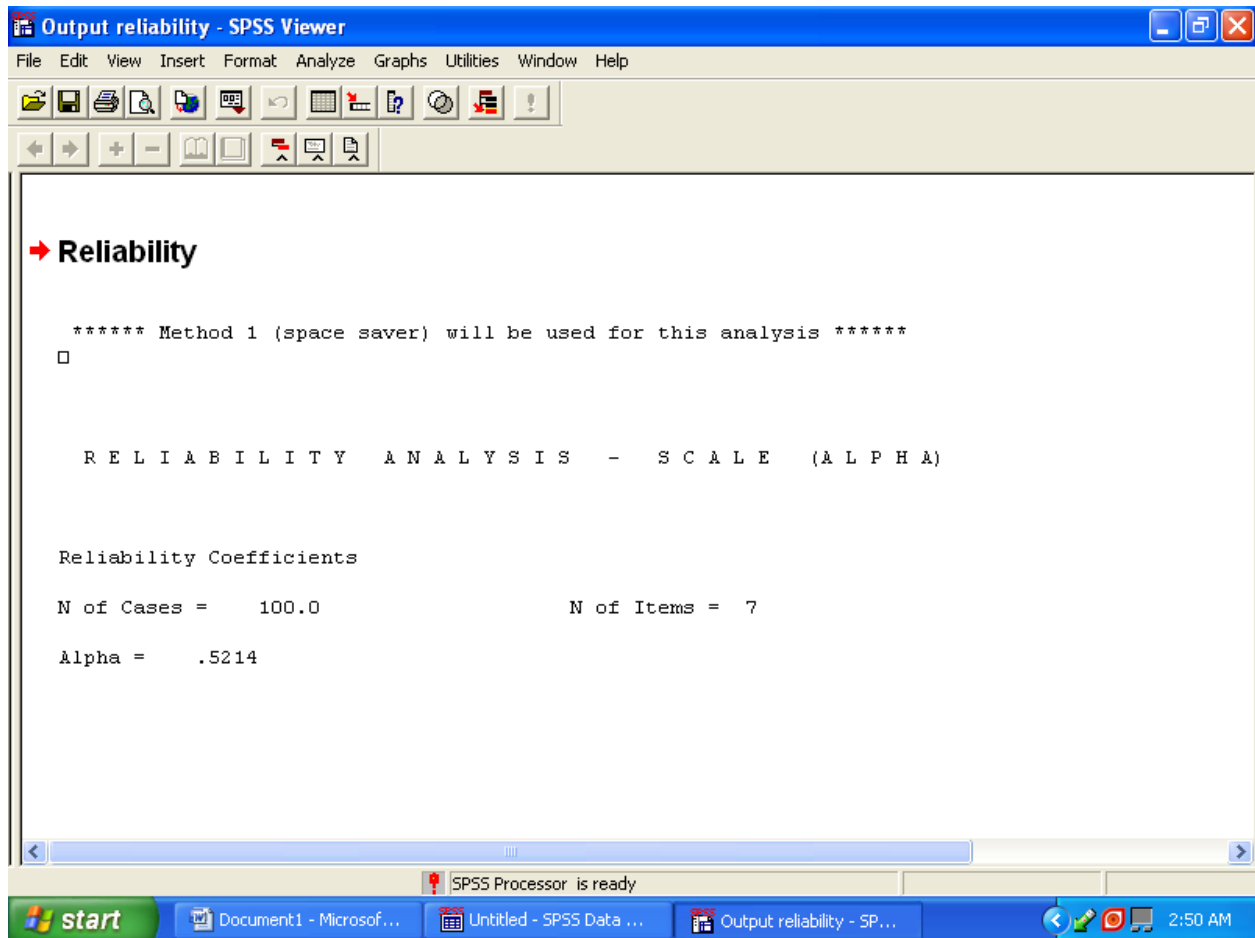 Output reliability - SPSS Viewer
File Edit View Insert Format Analyze Graphs Utilities Window Help
Reliability
****** Method 1 (space saver) will be used for this analysis ******
R E L I A B I L I T Y   A N A L Y S I S   -   S C A L E   (A L P H A)
Reliability Coefficients
N of Cases =    100.0                    N of Items =  7
Alpha =    .5214
SPSS Processor is ready
start Document1 - Microsof... Untitled - SPSS Data ... Output reliability - SP... 2:50 AM